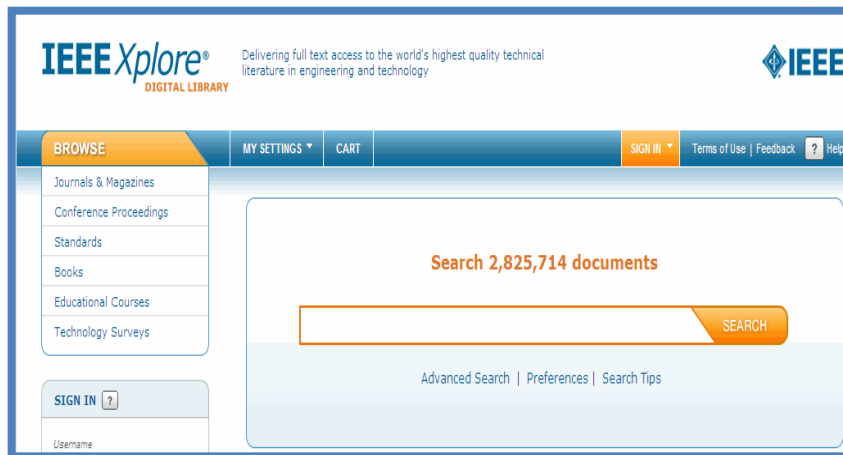 IEEE Xplore®
DIGITAL LIBRARY
Delivering full text access to the world's highest quality technical
literature in engineering and technology
IEEE
BROWSE
MY SETTINGS
CART
SIGN IN
Terms of Use | Feedback
?
Help
Journals & Magazines
Conference Proceedings
Standards
Books
Educational Courses
Technology Surveys
Search 2,825,714 documents
SEARCH
Advanced Search | Preferences | Search Tips
SIGN IN ?
Username